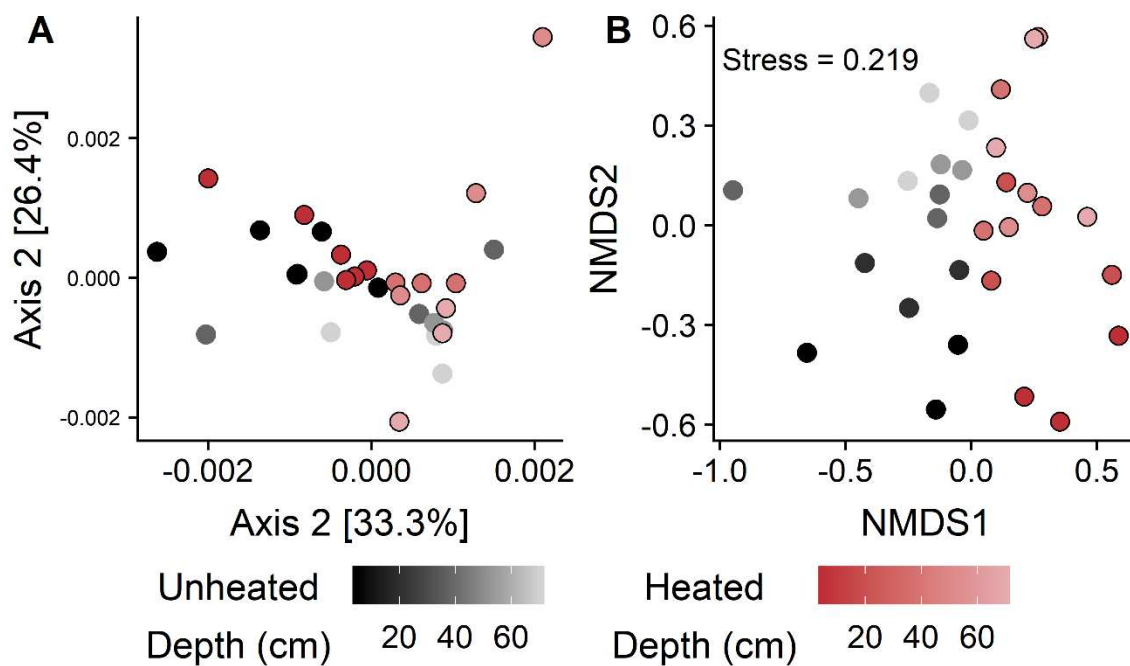 A
Axis 2 [26.4%]
0.002
0.000
-0.002
-0.002 0.000 0.002
Axis 2 [33.3%]
B
Stress = 0.219
NMDS2
0.6
0.3
0.0
-0.3
-0.6
-1.0 -0.5 0.0 0.5
NMDS1
Unheated
Depth (cm)
20 40 60
Heated
Depth (cm)
20 40 60